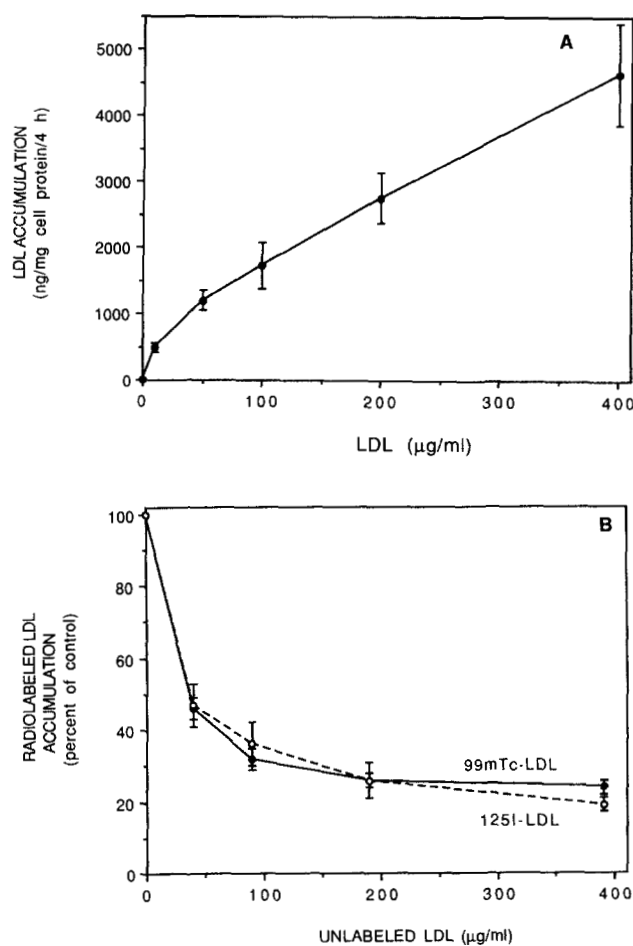 A
LDL ACCUMULATION
(ng/mg cell protein/4 h)
5000
4000
3000
2000
1000
0
0 100 200 300 400
LDL (µg/ml)
B
RADIOLABELED LDL
ACCUMULATION
(percent of control)
100
80
60
40
20
0
99mTc-LDL
125I-LDL
0 100 200 300 400
UNLABELED LDL (µg/ml)